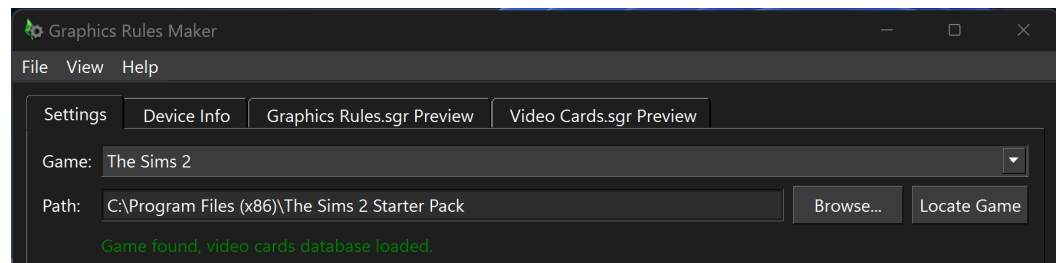 Graphics Rules Maker
File View Help
Settings Device Info Graphics Rules.sgr Preview Video Cards.sgr Preview
Game: The Sims 2
Path: C:\Program Files (x86)\The Sims 2 Starter Pack Browse... Locate Game
Game found, video cards database loaded.